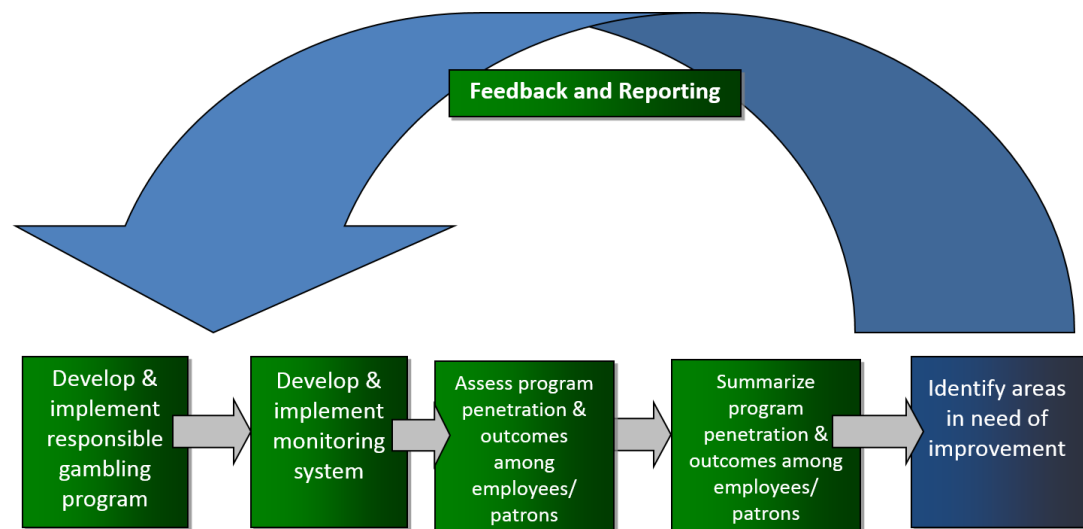 Feedback and Reporting
Develop &
implement
responsible
gambling
program
Develop &
implement
monitoring
system
Assess program
penetration &
outcomes
among
employees/
patrons
Summarize
program
penetration &
outcomes among
employees/
patrons
Identify areas
in need of
improvement